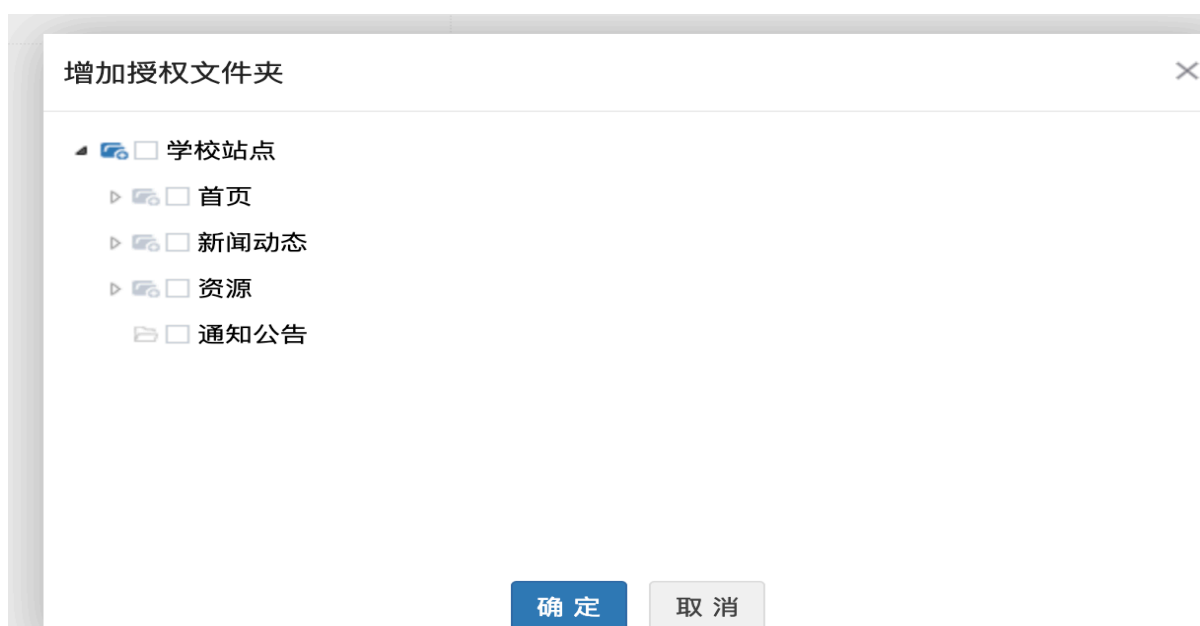 增加授权文件夹
学校站点
首页
新闻动态
资源
通知公告
确定 取消